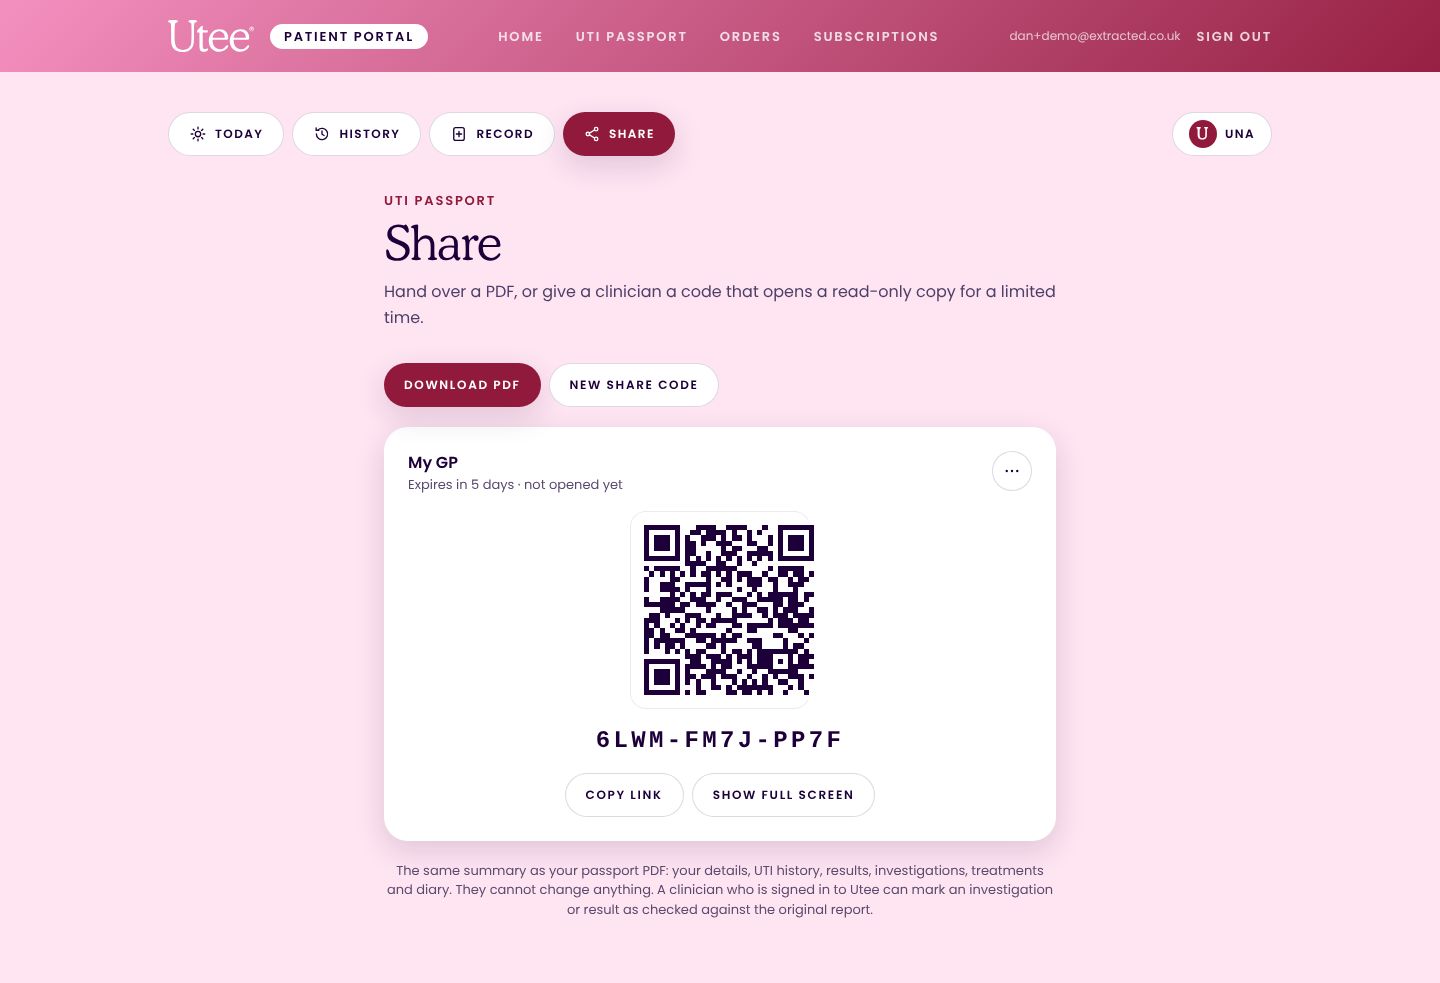 Utee®
PATIENT PORTAL
HOME
UTI PASSPORT
ORDERS
SUBSCRIPTIONS
dan+demo@extracted.co.uk
SIGN OUT
TODAY
HISTORY
RECORD
SHARE
U
UNA
UTI PASSPORT
Share
Hand over a PDF, or give a clinician a code that opens a read-only copy for a limited
time.
DOWNLOAD PDF
NEW SHARE CODE
My GP
Expires in 5 days · not opened yet
6LWM-FM7J-PP7F
COPY LINK
SHOW FULL SCREEN
The same summary as your passport PDF: your details, UTI history, results, investigations, treatments
and diary. They cannot change anything. A clinician who is signed in to Utee can mark an investigation
or result as checked against the original report.